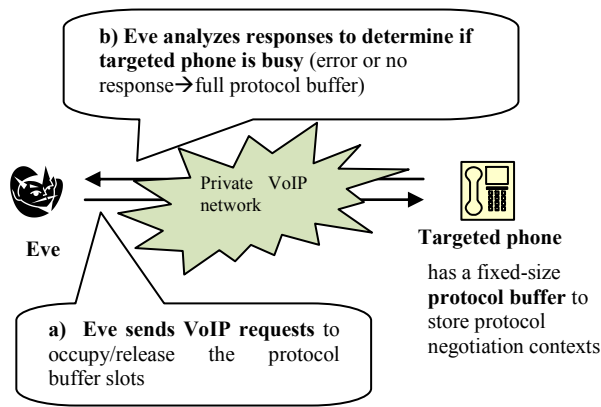 b) Eve analyzes responses to determine if
targeted phone is busy (error or no
response→full protocol buffer)
Private VoIP
network
Eve
Targeted phone
has a fixed-size
protocol buffer to
store protocol
negotiation contexts
a) Eve sends VoIP requests to
occupy/release the protocol
buffer slots